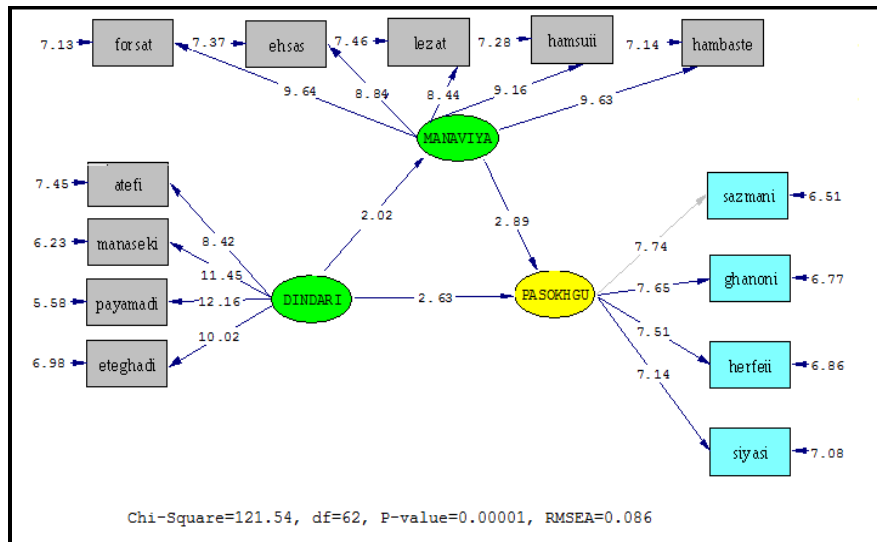 7.13 forsat 7.37 ehsas 7.46 lezat 7.28 hamsuii 7.14 hambaste
9.64 8.84 8.44 9.16 9.63
MANAVIYA
7.45 atefi
6.23 manaseki
5.58 payamadi
6.98 eteghadi
8.42
11.45
12.16
10.02
DINDARI
2.02
2.89
2.63
PASOKHGU
7.74
7.65
7.51
7.14
sazmani 6.51
ghanoni 6.77
herfeii 6.86
siyasi 7.08
Chi-Square=121.54, df=62, P-value=0.00001, RMSEA=0.086